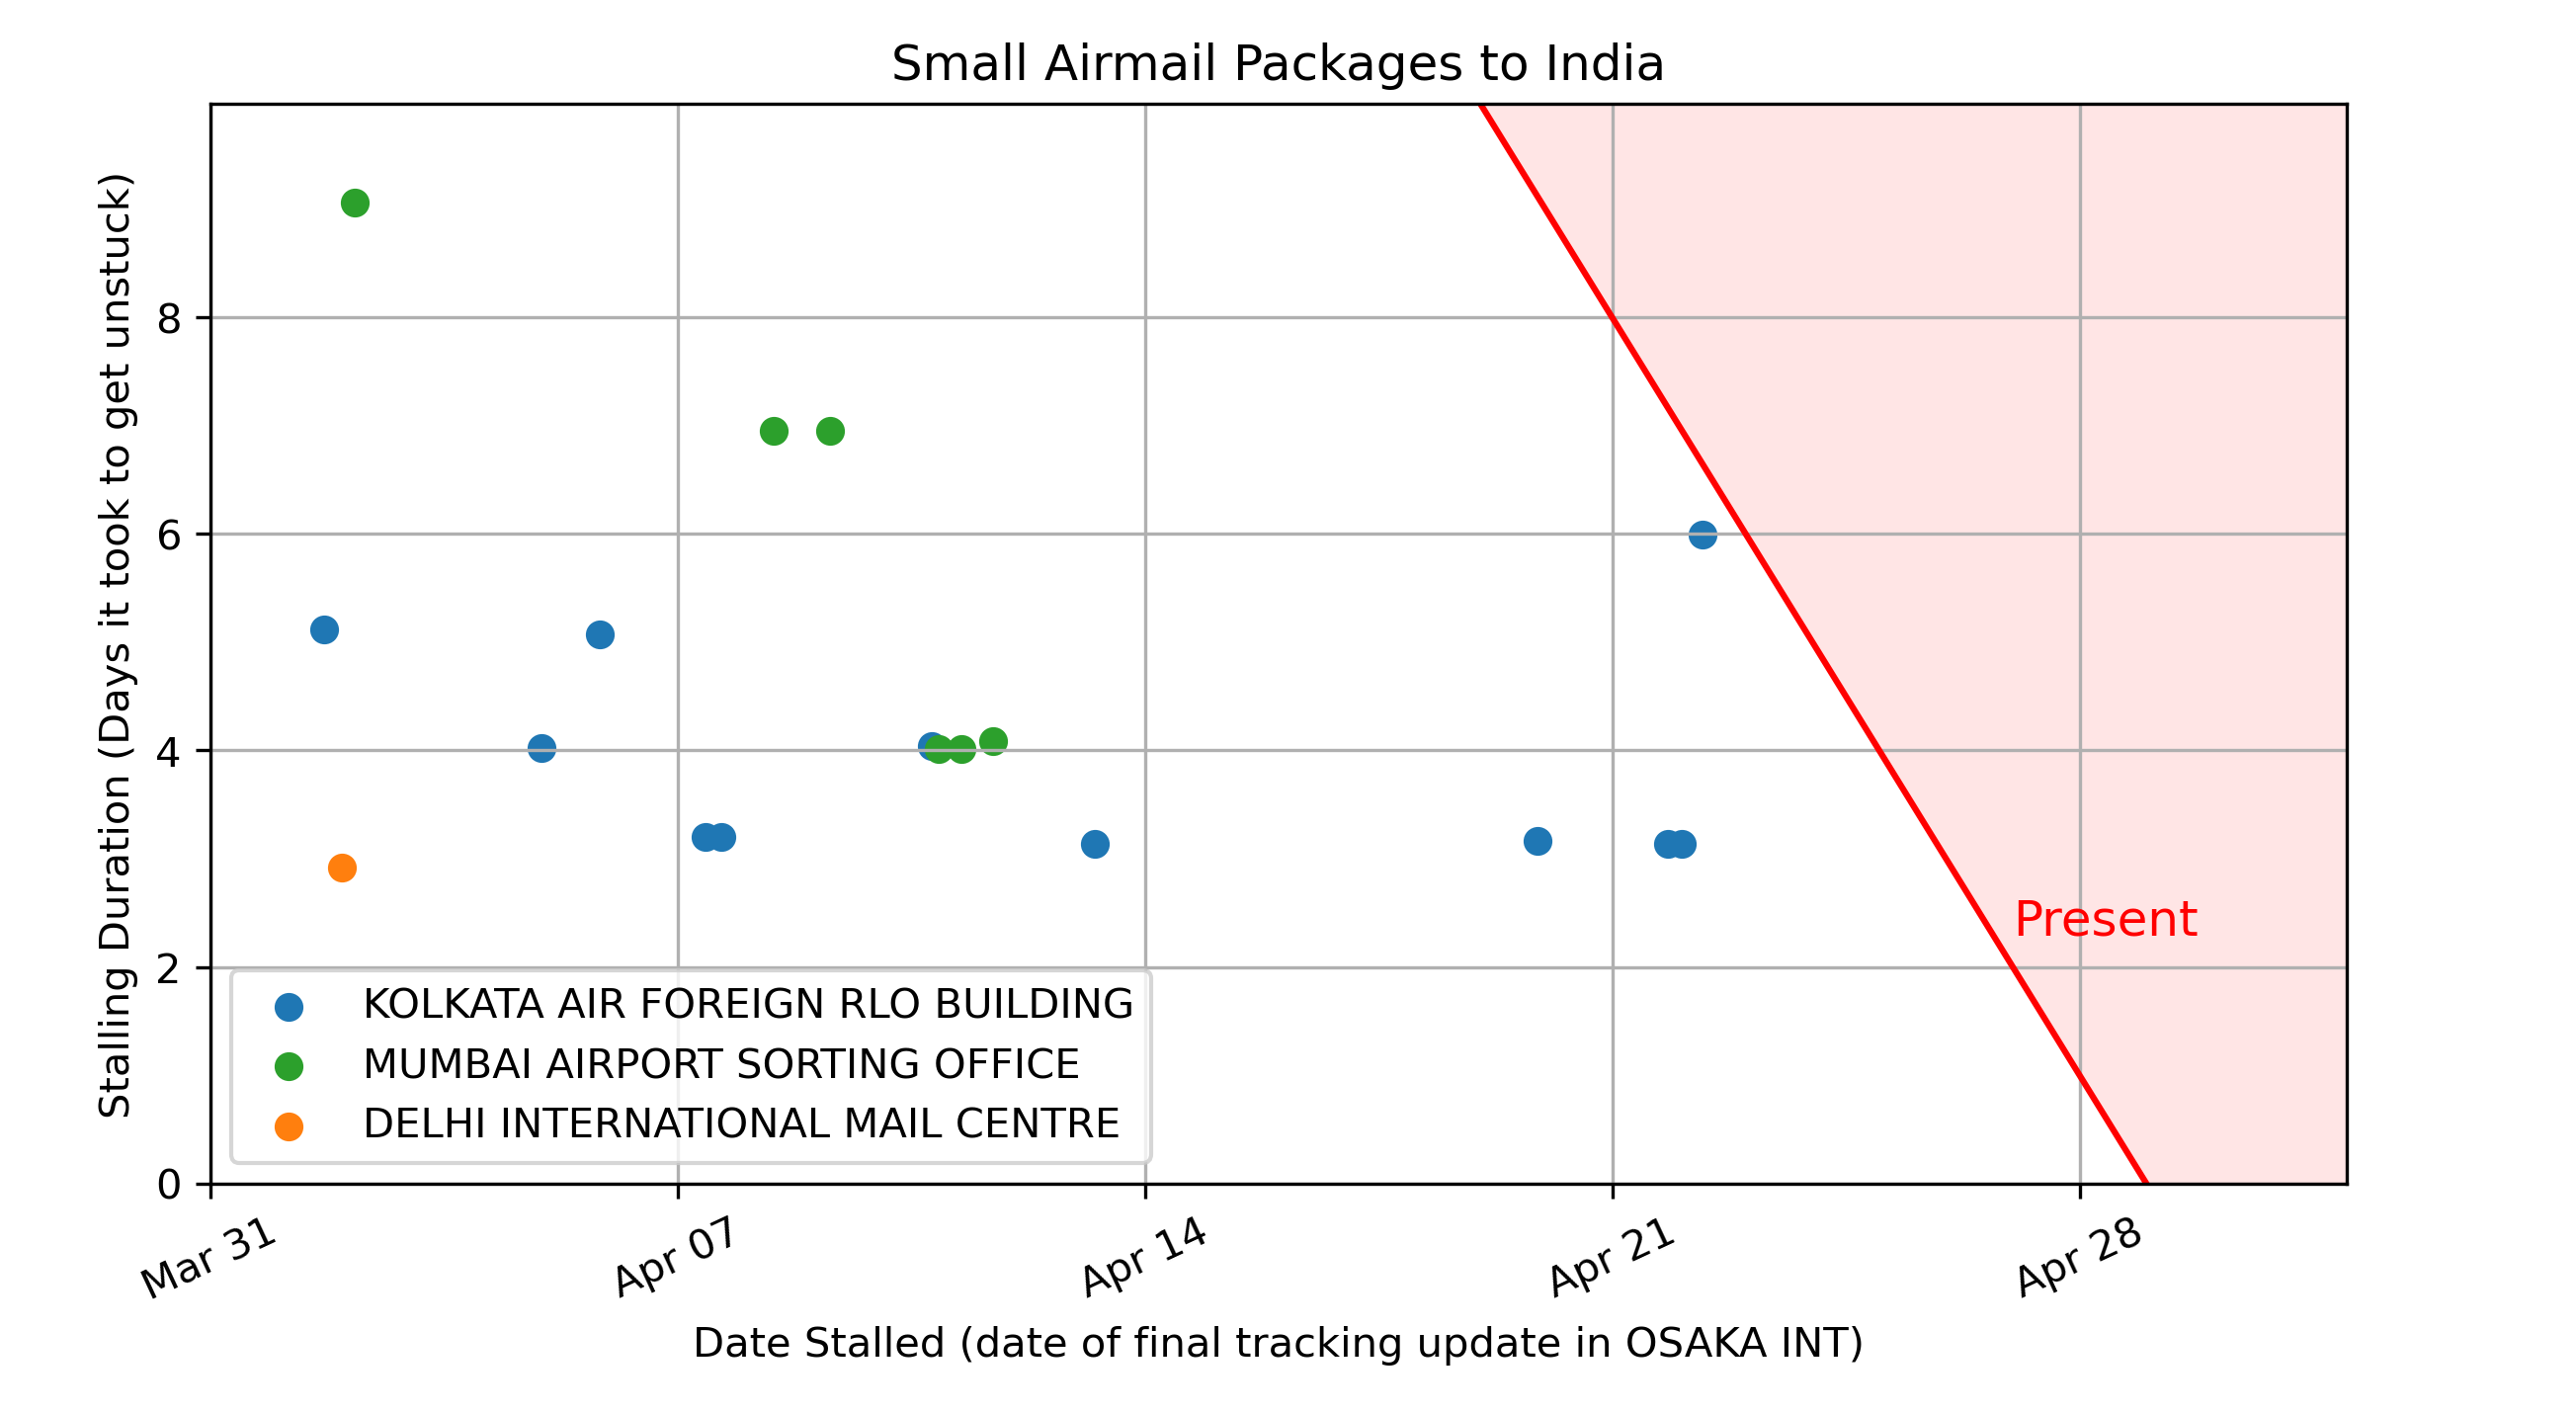 Small Airmail Packages to India
Stalling Duration (Days it took to get unstuck)
8
6
4
2
0
Present
KOLKATA AIR FOREIGN RLO BUILDING
MUMBAI AIRPORT SORTING OFFICE
DELHI INTERNATIONAL MAIL CENTRE
Mar 31
Apr 07
Apr 14
Apr 21
Apr 28
Date Stalled (date of final tracking update in OSAKA INT)